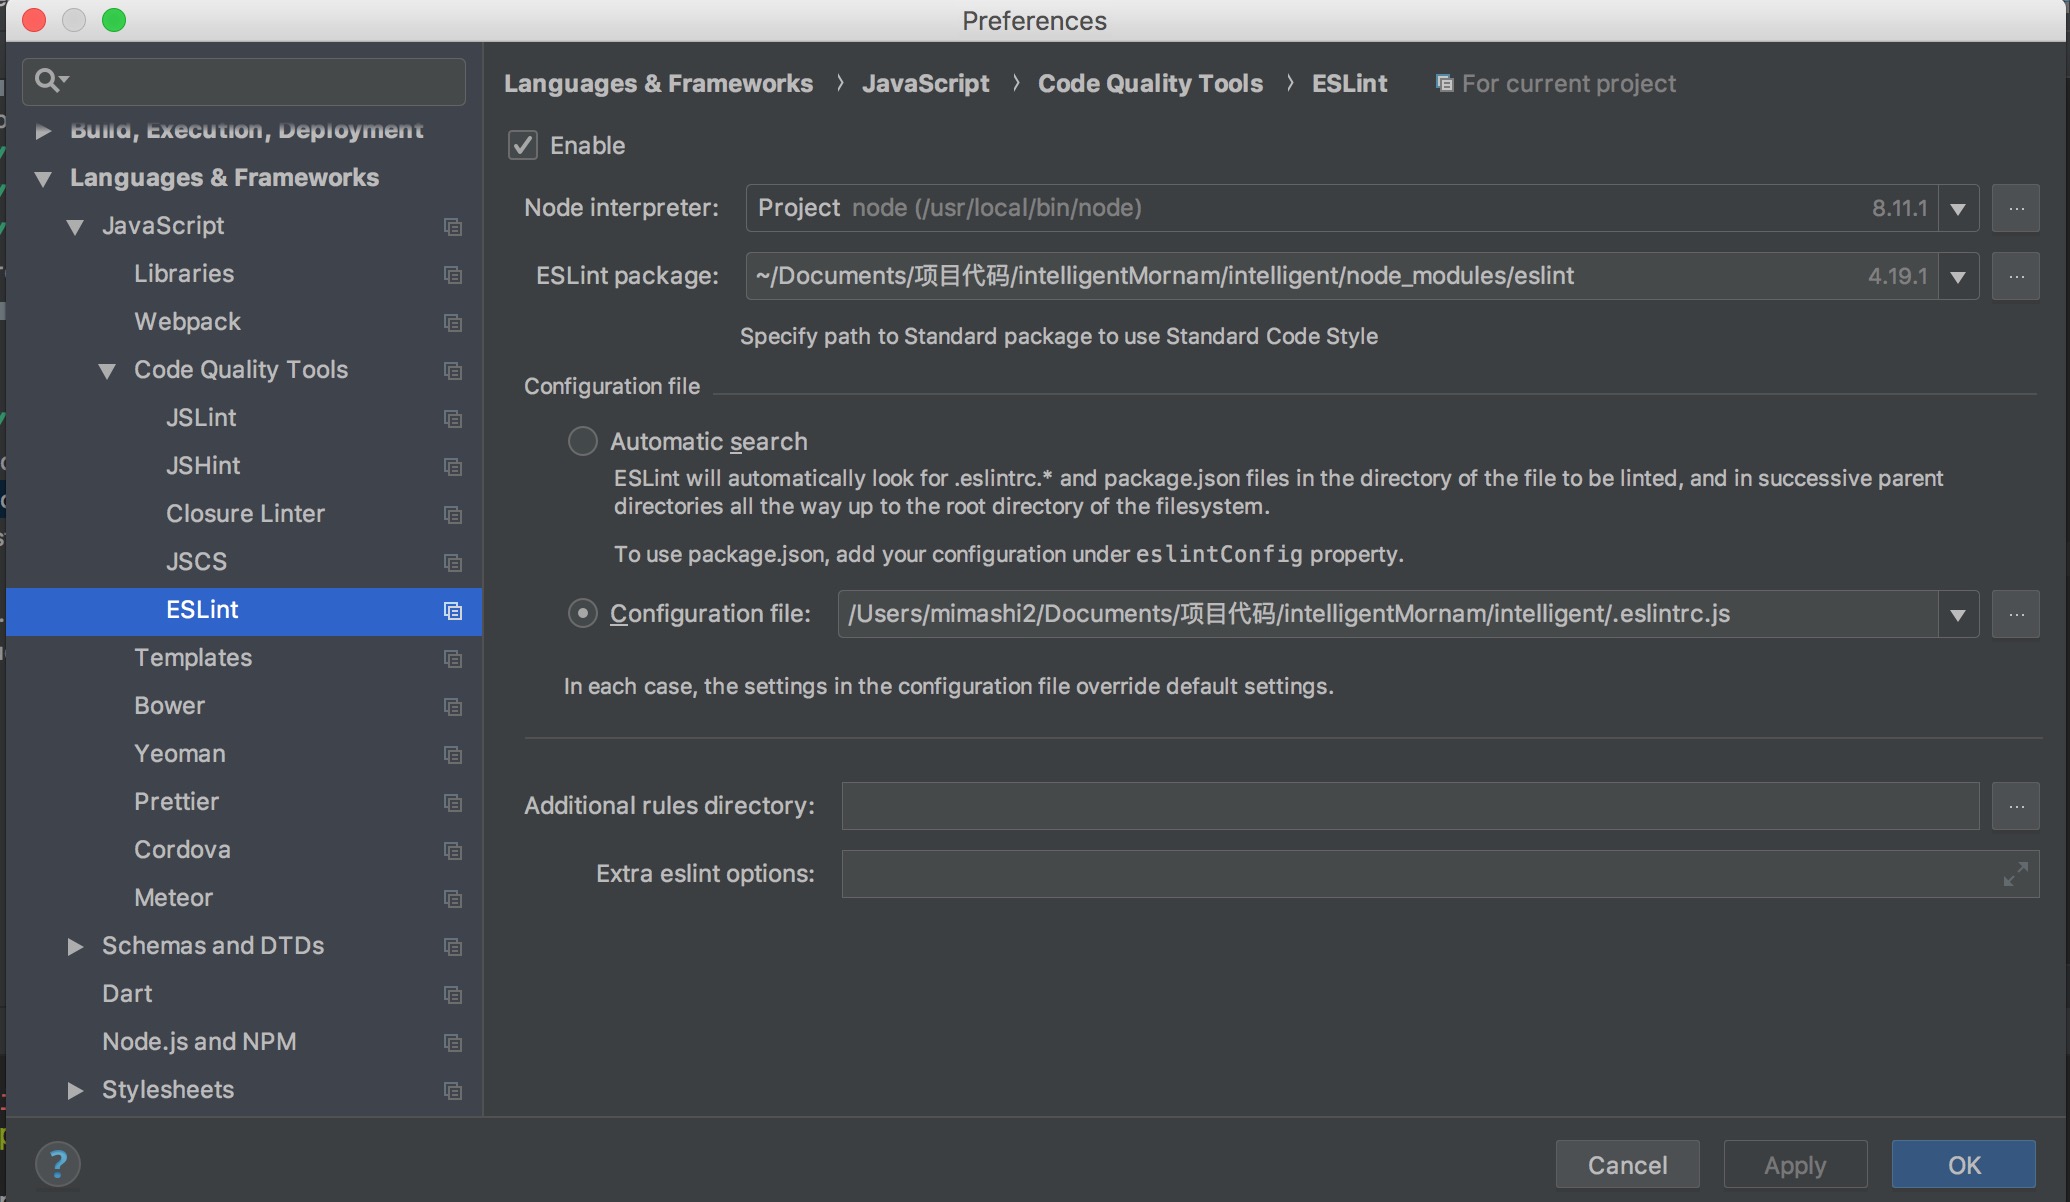 Preferences
Languages & Frameworks › JavaScript › Code Quality Tools › ESLint For current project
Build, Execution, Deployment
Languages & Frameworks
JavaScript
Libraries
Webpack
Code Quality Tools
JSLint
JSHint
Closure Linter
JSCS
ESLint
Templates
Bower
Yeoman
Prettier
Cordova
Meteor
Schemas and DTDs
Dart
Node.js and NPM
Stylesheets
Enable
Node interpreter: Project node (/usr/local/bin/node) 8.11.1 ...
ESLint package: ~/Documents/项目代码/intelligentMornam/intelligent/node_modules/eslint 4.19.1 ...
Specify path to Standard package to use Standard Code Style
Configuration file
Automatic search
ESLint will automatically look for .eslintrc.* and package.json files in the directory of the file to be linted, and in successive parent
directories all the way up to the root directory of the filesystem.
To use package.json, add your configuration under eslintConfig property.
Configuration file: /Users/mimashi2/Documents/项目代码/intelligentMornam/intelligent/.eslintrc.js ...
In each case, the settings in the configuration file override default settings.
Additional rules directory: ...
Extra eslint options:
? Cancel Apply OK